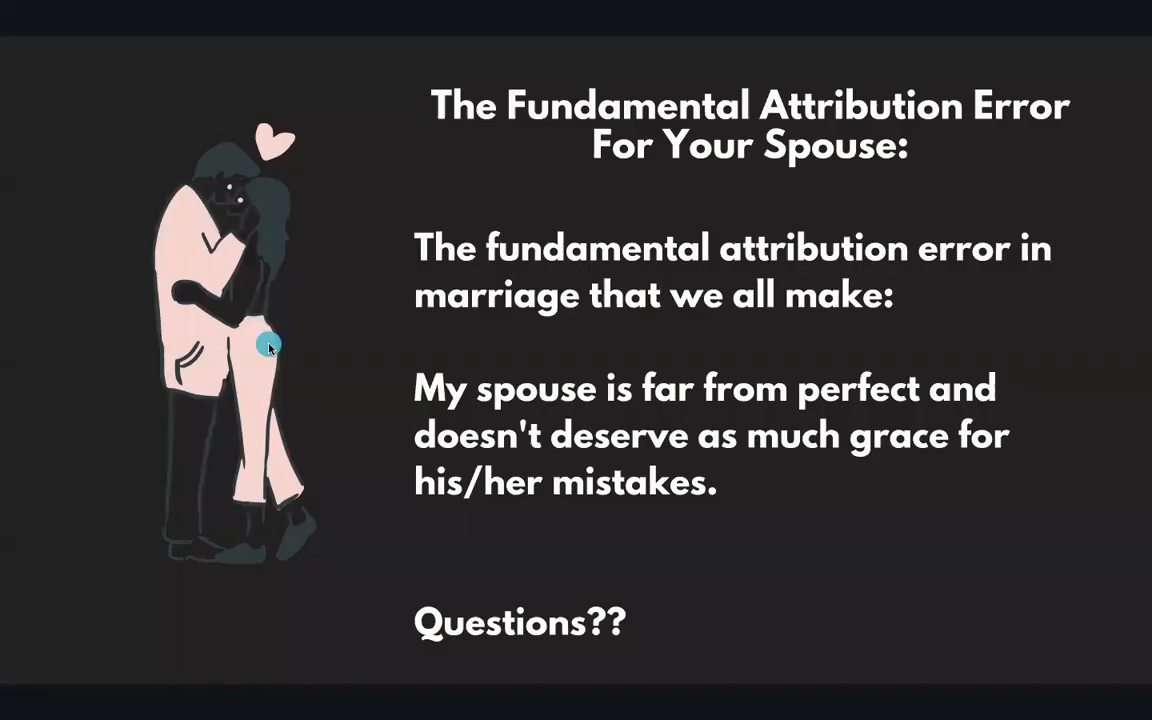 The Fundamental Attribution Error
For Your Spouse:
The fundamental attribution error in
marriage that we all make:
My spouse is far from perfect and
doesn't deserve as much grace for
his/her mistakes.
Questions??